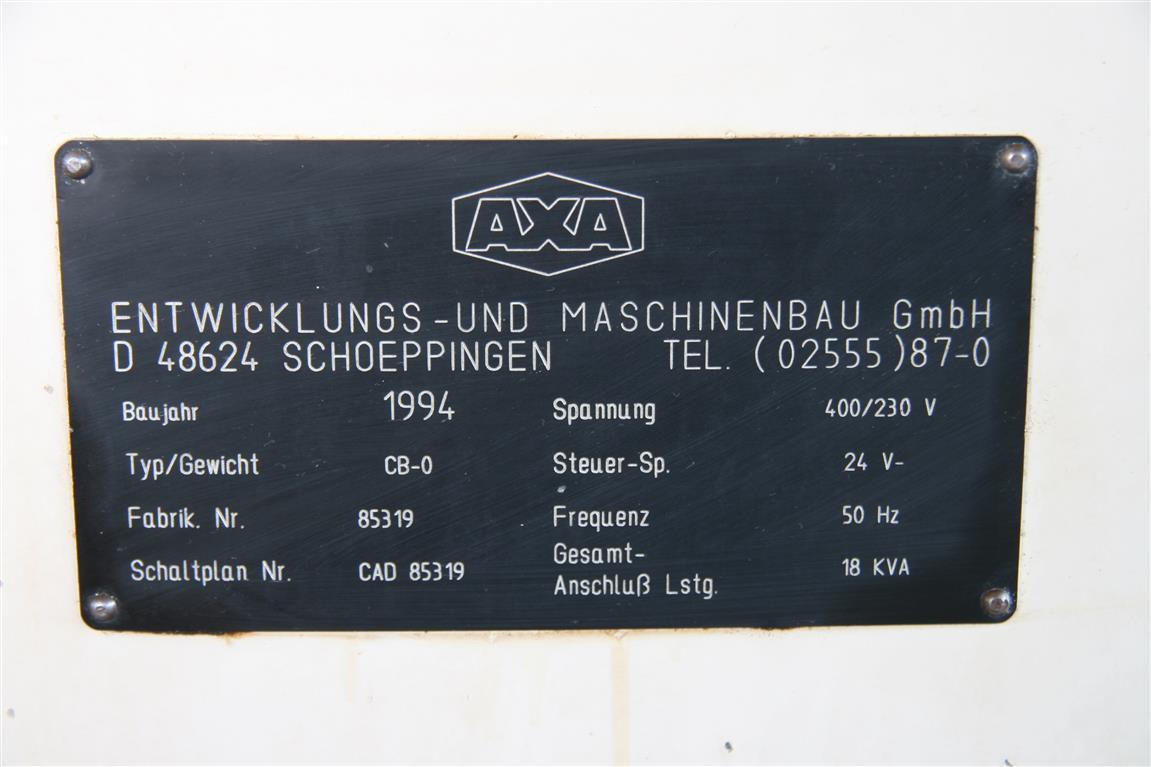 AXA
ENTWICKLUNGS-UND MASCHINENBAU GmbH
D 48624 SCHOEPPINGEN TEL. (02555)87-0
Baujahr 1994 Spannung 400/230 V
Typ/Gewicht CB-0 Steuer-Sp. 24 V-
Fabrik. Nr. 85319 Frequenz 50 Hz
Schaltplan Nr. CAD 85319 Gesamt-
Anschluß Lstg. 18 KVA